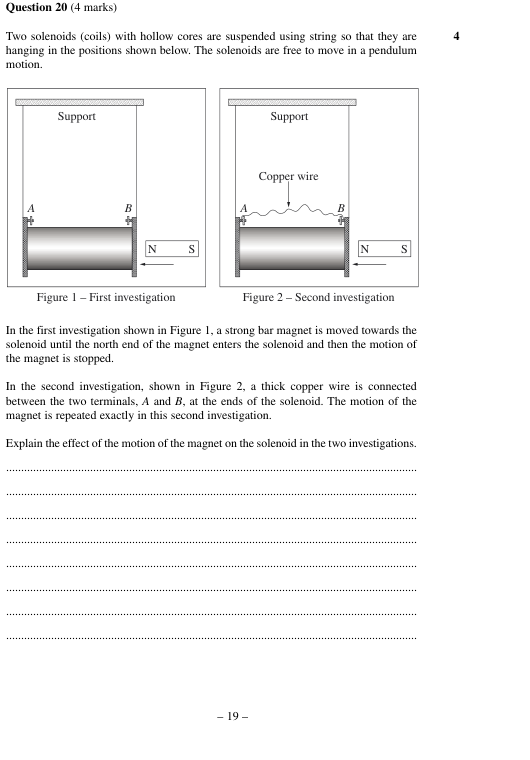 Question 20 (4 marks)
Two solenoids (coils) with hollow cores are suspended using string so that they are 4
hanging in the positions shown below. The solenoids are free to move in a pendulum
motion.
Support
A B
N S
Figure 1 – First investigation
Support
Copper wire
A B
N S
Figure 2 – Second investigation
In the first investigation shown in Figure 1, a strong bar magnet is moved towards the
solenoid until the north end of the magnet enters the solenoid and then the motion of
the magnet is stopped.
In the second investigation, shown in Figure 2, a thick copper wire is connected
between the two terminals, A and B, at the ends of the solenoid. The motion of the
magnet is repeated exactly in this second investigation.
Explain the effect of the motion of the magnet on the solenoid in the two investigations.
– 19 –